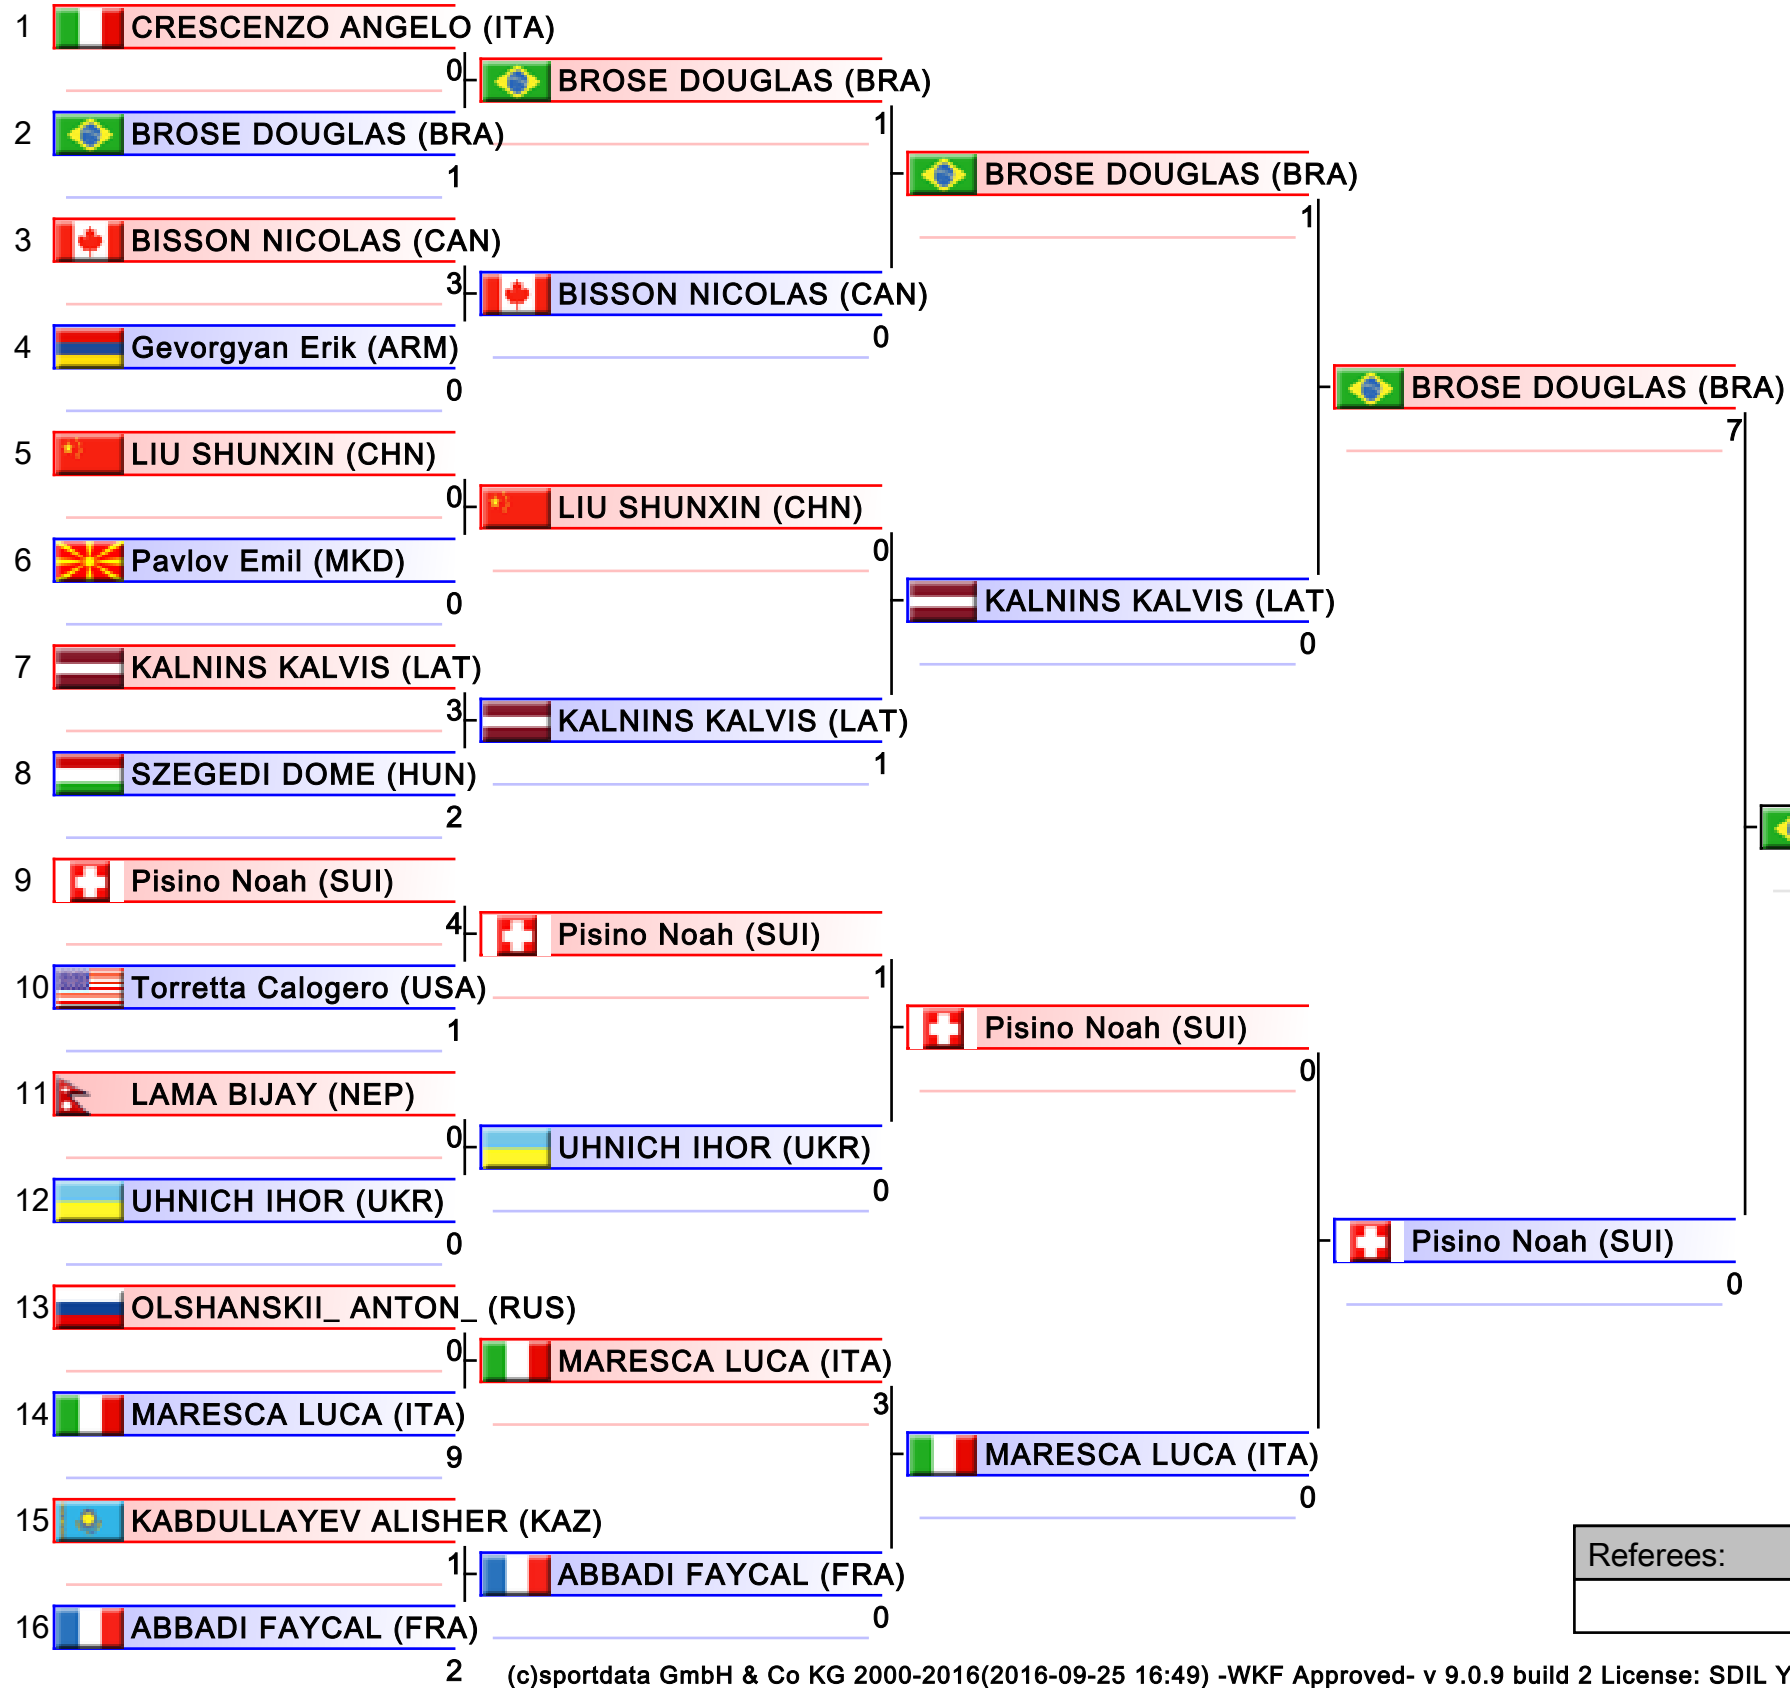 1 CRESCENZO ANGELO (ITA)
0
2 BROSE DOUGLAS (BRA)
1
3 BISSON NICOLAS (CAN)
3
4 Gevorgyan Erik (ARM)
0
5 LIU SHUNXIN (CHN)
0
6 Pavlov Emil (MKD)
0
7 KALNINS KALVIS (LAT)
3
8 SZEGEDI DOME (HUN)
2
9 Pisino Noah (SUI)
4
10 Torretta Calogero (USA)
1
11 LAMA BIJAY (NEP)
0
12 UHNICH IHOR (UKR)
0
13 OLSHANSKII_ ANTON_ (RUS)
0
14 MARESCA LUCA (ITA)
9
15 KABDULLAYEV ALISHER (KAZ)
1
16 ABBADI FAYCAL (FRA)
2
BROSE DOUGLAS (BRA)
1
BISSON NICOLAS (CAN)
0
LIU SHUNXIN (CHN)
0
KALNINS KALVIS (LAT)
1
Pisino Noah (SUI)
1
UHNICH IHOR (UKR)
0
MARESCA LUCA (ITA)
3
ABBADI FAYCAL (FRA)
0
BROSE DOUGLAS (BRA)
1
KALNINS KALVIS (LAT)
0
Pisino Noah (SUI)
0
MARESCA LUCA (ITA)
0
BROSE DOUGLAS (BRA)
7
Pisino Noah (SUI)
0
Referees:
(c)sportdata GmbH & Co KG 2000-2016(2016-09-25 16:49) -WKF Approved- v 9.0.9 build 2 License: SDIL Y